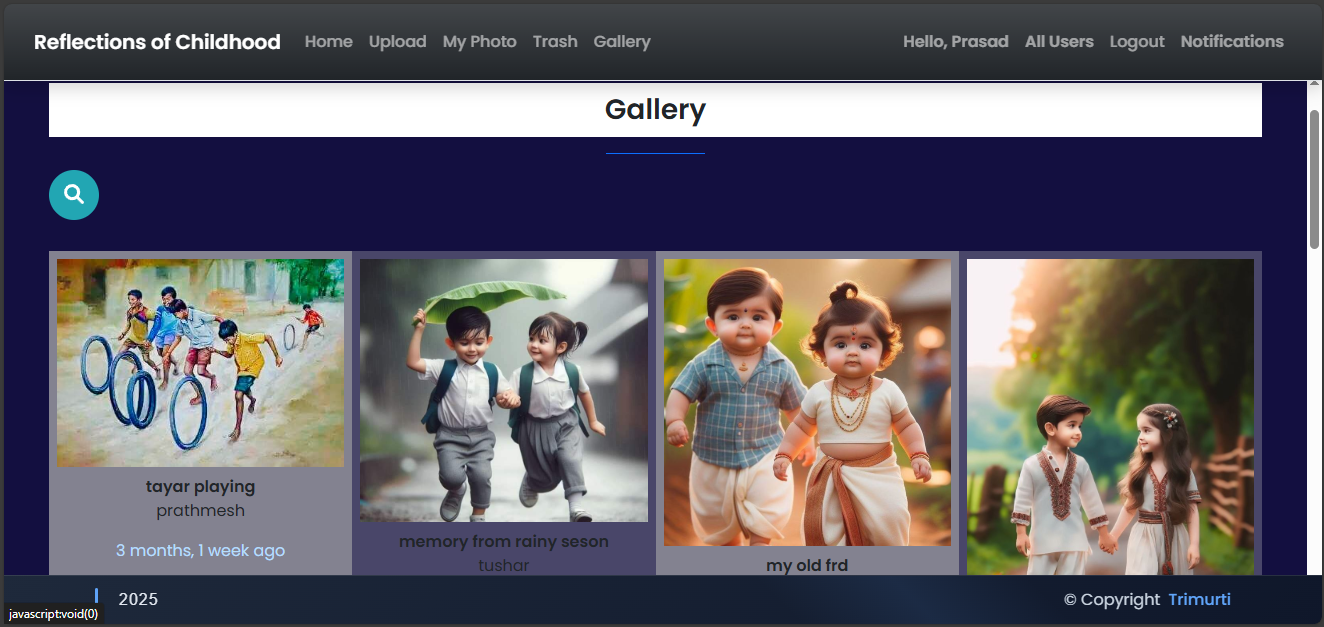 Reflections of Childhood Home Upload My Photo Trash Gallery Hello, Prasad All Users Logout Notifications
Gallery
tayar playing
prathmesh
3 months, 1 week ago
memory from rainy seson
tushar
my old frd
2025 © Copyright Trimurti
javascript:void(0)